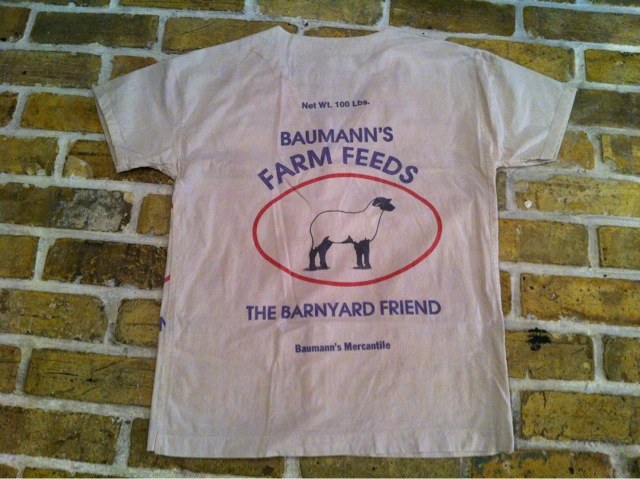 Net Wt. 100 Lbs.
BAUMANN'S
FARM FEEDS
THE BARNYARD FRIEND
Baumann's Mercantile